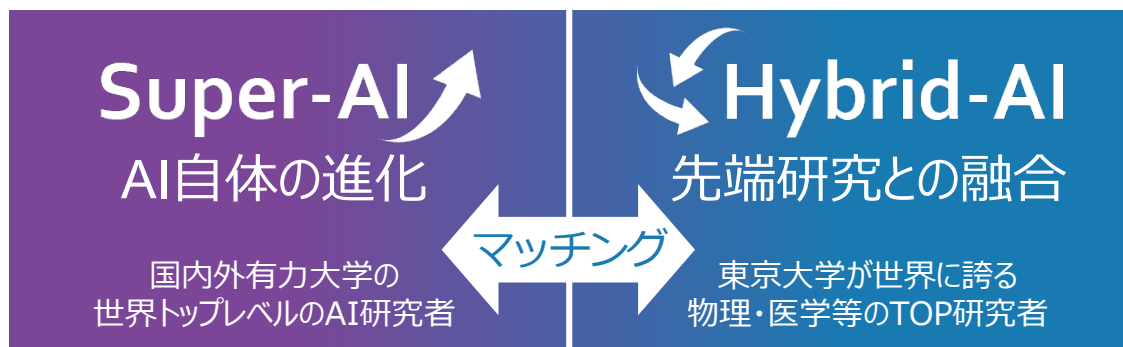 Super-AI
AI自体の進化
国内外有力大学の
世界トップレベルのAI研究者
マッチング
Hybrid-AI
先端研究との融合
東京大学が世界に誇る
物理・医学等のTOP研究者